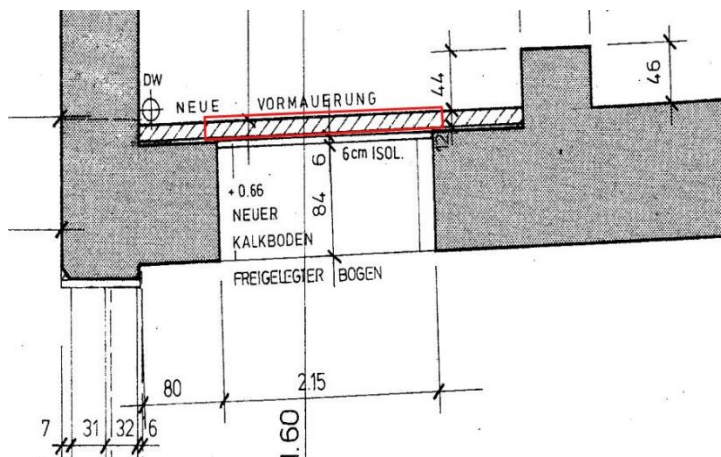 DW
NEUE VORMAUERUNG
44
46
12
6
6cm ISOL.
+0.66
84
NEUER
KALKBODEN
FREIGELEGTER BOGEN
80
2.15
7
31
32
6
1.60